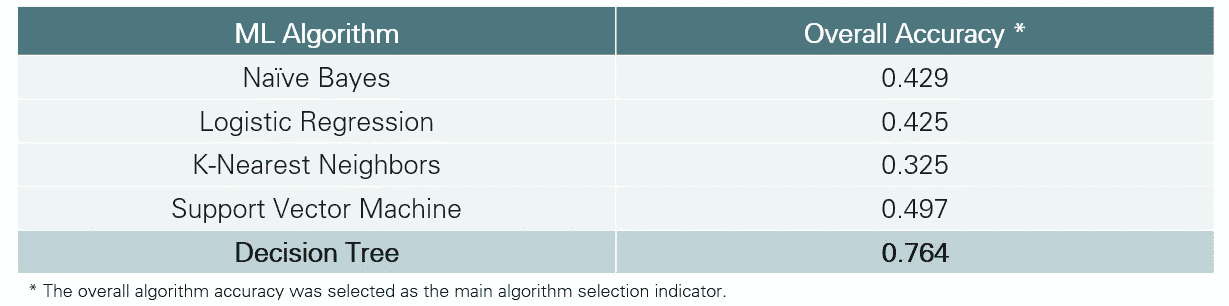 ML Algorithm Overall Accuracy *
Naïve Bayes 0.429
Logistic Regression 0.425
K-Nearest Neighbors 0.325
Support Vector Machine 0.497
Decision Tree 0.764
* The overall algorithm accuracy was selected as the main algorithm selection indicator.